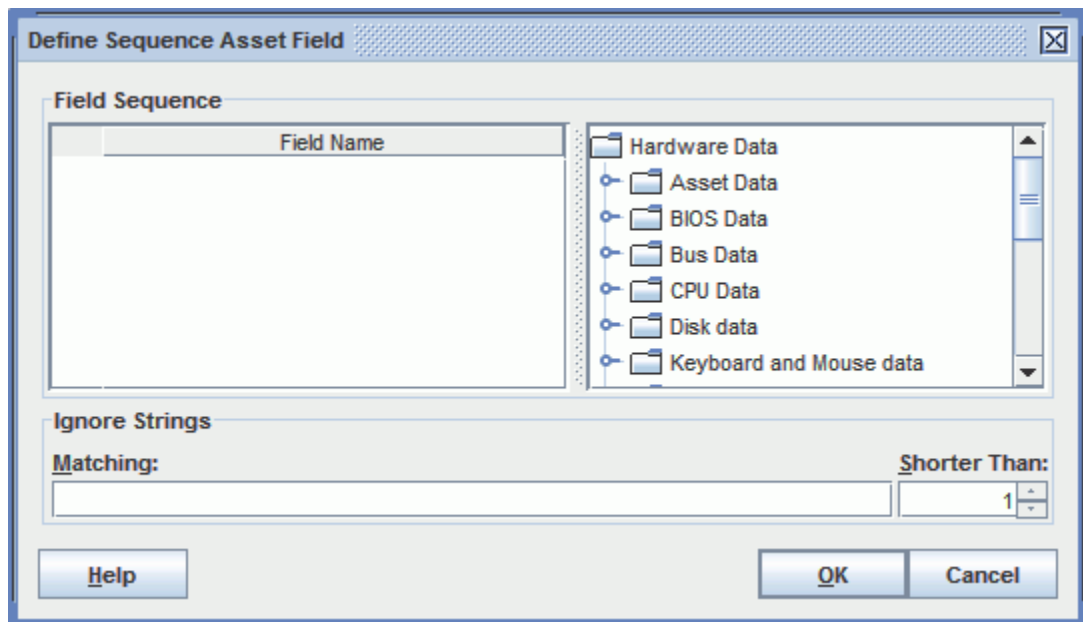 Define Sequence Asset Field
Field Sequence
Field Name
Hardware Data
Asset Data
BIOS Data
Bus Data
CPU Data
Disk data
Keyboard and Mouse data
Ignore Strings
Matching: Shorter Than:
1
Help OK Cancel